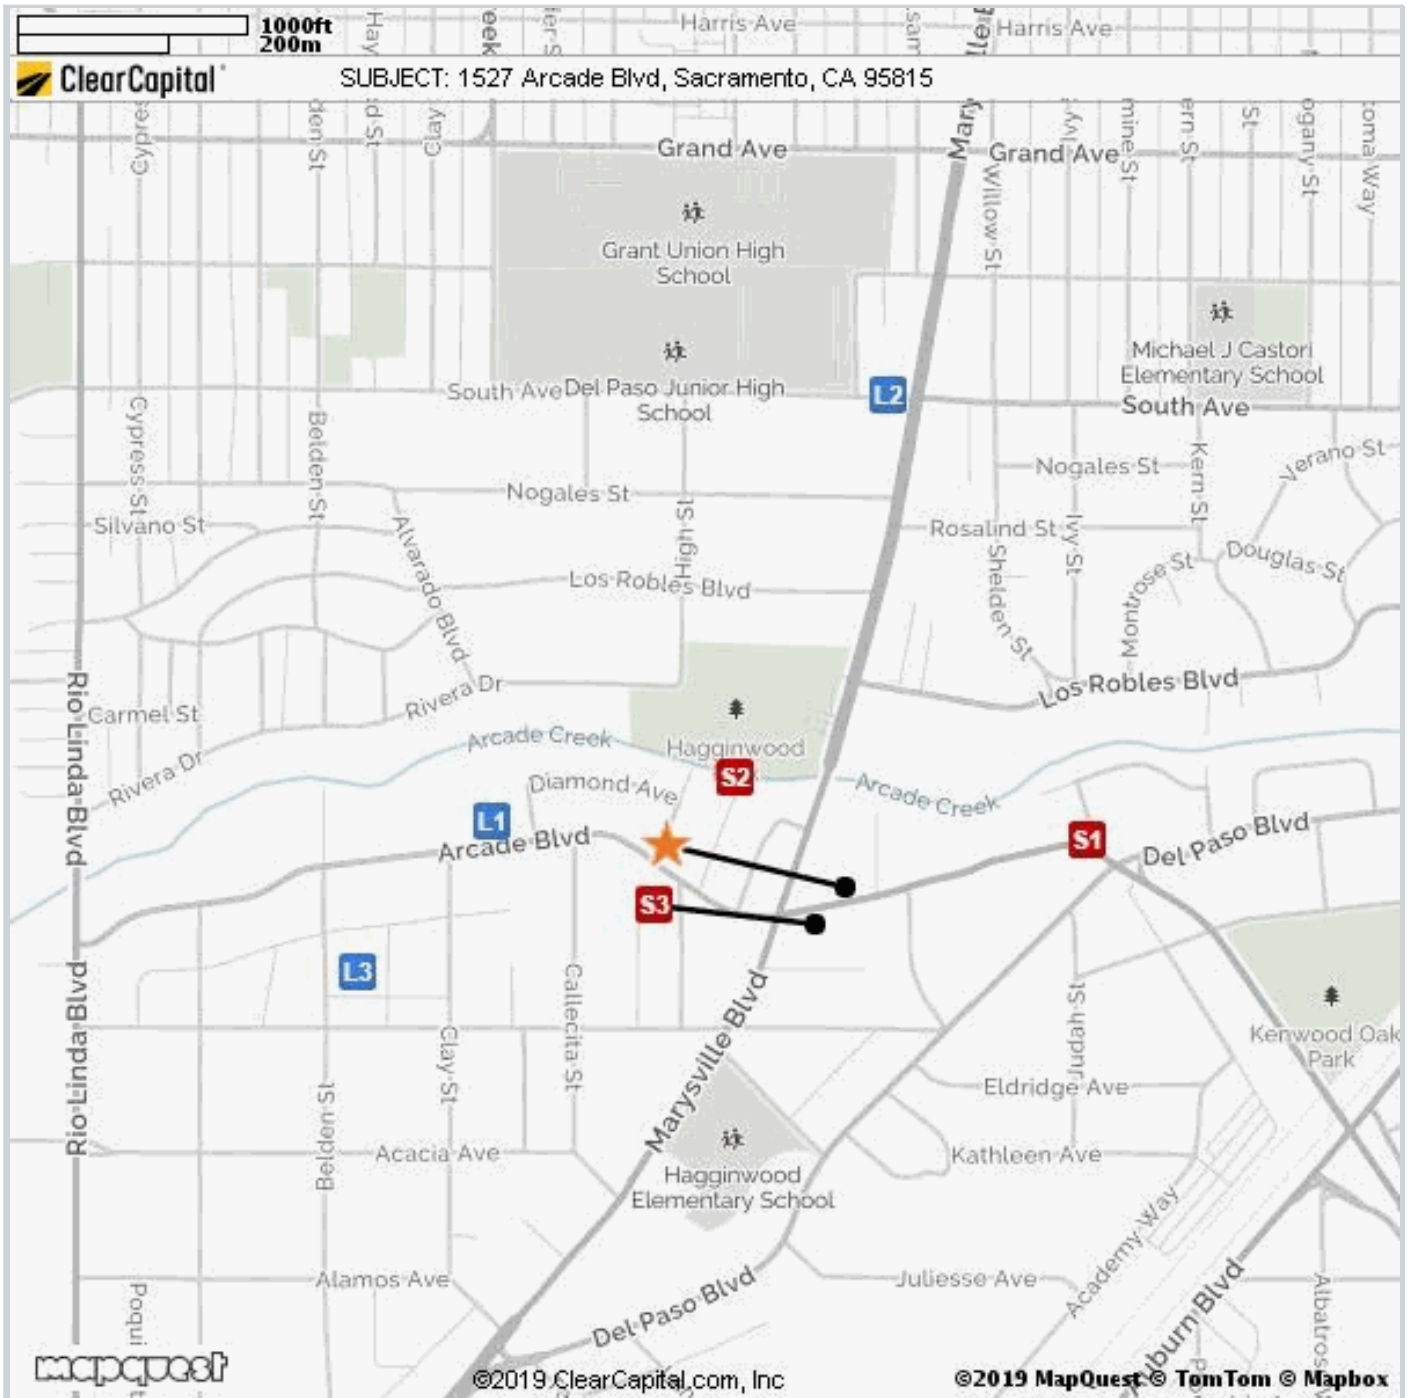 1000ft
200m
Harris Ave
Harris Ave
ClearCapital
SUBJECT: 1527 Arcade Blvd, Sacramento, CA 95815
Clay
Grand Ave
Grand Ave
Willow St
Grant Union High
School
Michael J Castori
Elementary School
Del Paso Junior High
School
South Ave
L2
South Ave
Cypress St
Belden St
Kern St
Verano St
Nogales St
Nogales St
Silvano St
High St
Rosalind St
Ivy St
Alvarado Blvd
Sheldon St
Montrose St
Douglas St
Los Robles Blvd
Los Robles Blvd
Rio Linda Blvd
Carmel St
Rivera Dr
Rivera Dr
Arcade Creek
Hagginwood
S2
Diamond Ave
Arcade Creek
L1
Arcade Blvd
S1
Del Paso Blvd
S3
L3
Rio Linda Blvd
Callecita St
Marysville Blvd
Judah St
Kenwood Oak
Park
Clay St
Belden St
Eldridge Ave
Acacia Ave
Kathleen Ave
Hagginwood
Elementary School
Academy Way
Alamos Ave
Juliesse Ave
Del Paso Blvd
Albatros
mapquest
©2019 ClearCapital.com, Inc
©2019 MapQuest © TomTom © Mapbox